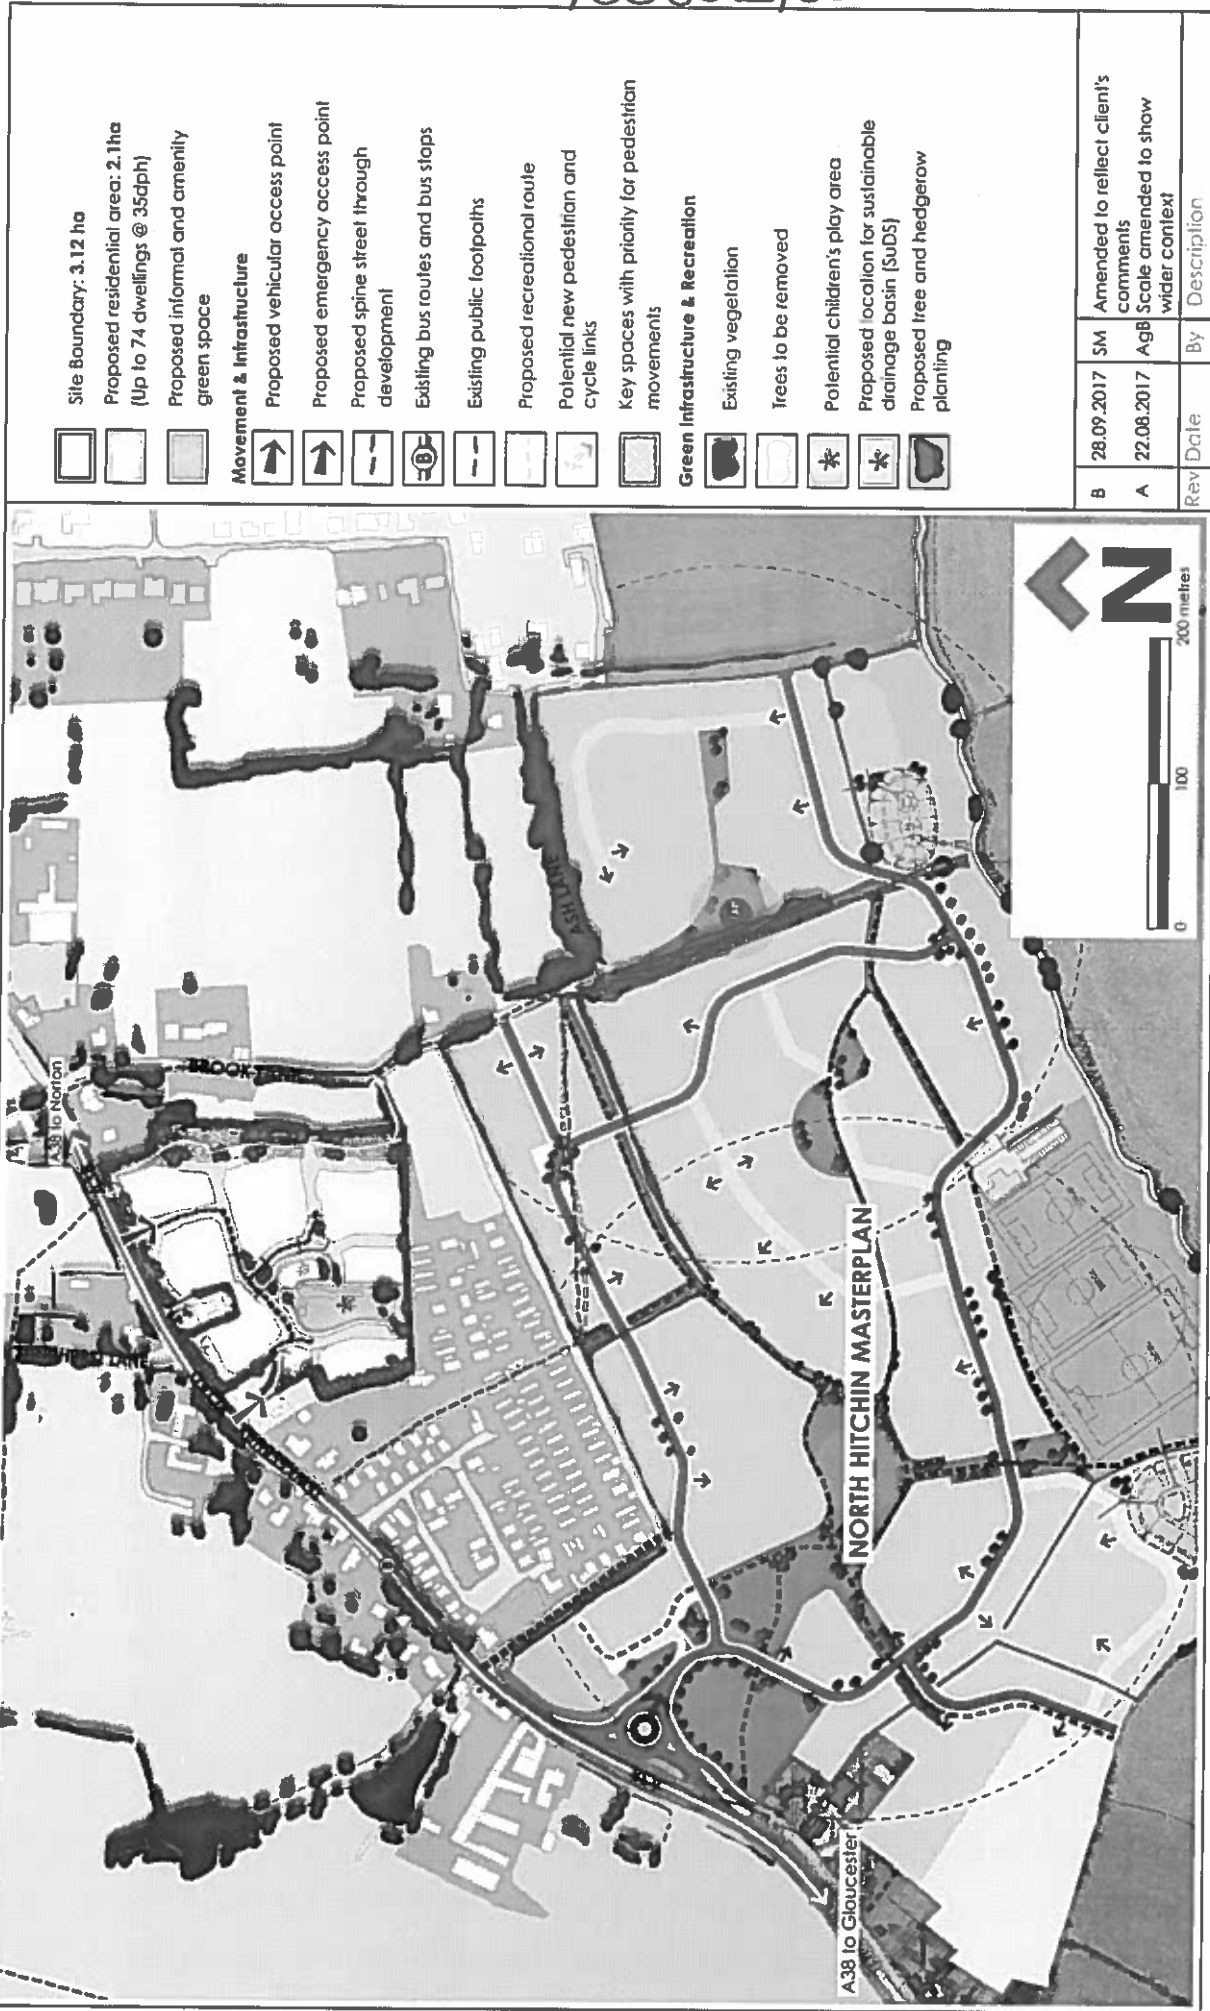 Site Boundary: 3.12 ha
Proposed residential area: 2.1ha
(Up to 74 dwellings @ 35dph)
Proposed informal and amenity
green space
Movement & Infrastructure
Proposed vehicular access point
Proposed emergency access point
Proposed spine street through
development
B
Existing bus routes and bus stops
Existing public footpaths
Proposed recreational route
Potential new pedestrian and
cycle links
Key spaces with priority for pedestrian
movements
Green Infrastructure & Recreation
Existing vegetation
Trees to be removed
Potential children's play area
Proposed location for sustainable
drainage basin (SuDS)
Proposed tree and hedgerow
planting
B 28.09.2017 SM Amended to reflect client's
comments
A 22.08.2017 AgB Scale amended to show
wider context
Rev Date By Description
A38 to Norton
BROOK LANE
ASH LANE
NORTH HITCHIN MASTERPLAN
A38 to Gloucester
N
0 100 200 metres